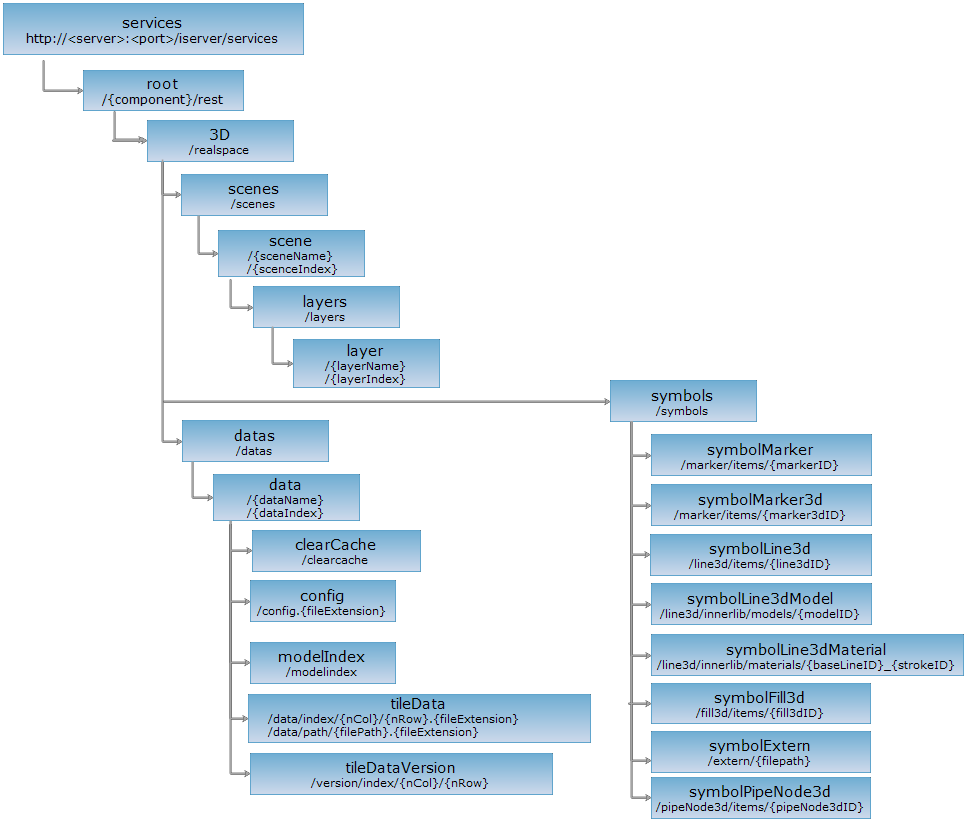 services
http://<server>:<port>/iserver/services
root
/{component}/rest
3D
/realspace
scenes
/scenes
scene
/{sceneName}
/{scenceIndex}
layers
/layers
layer
/{layerName}
/{layerIndex}
datas
/datas
data
/{dataName}
/{dataIndex}
clearCache
/clearcache
config
/config.{fileExtension}
modelIndex
/modelindex
tileData
/data/index/{nCol}/{nRow}.{fileExtension}
/data/path/{filePath}.{fileExtension}
tileDataVersion
/version/index/{nCol}/{nRow}
symbols
/symbols
symbolMarker
/marker/items/{markerID}
symbolMarker3d
/marker/items/{marker3dID}
symbolLine3d
/line3d/items/{line3dID}
symbolLine3dModel
/line3d/innerlib/models/{modelID}
symbolLine3dMaterial
/line3d/innerlib/materials/{baseLineID}_{strokeID}
symbolFill3d
/fill3d/items/{fill3dID}
symbolExtern
/extern/{filepath}
symbolPipeNode3d
/pipeNode3d/items/{pipeNode3dID}